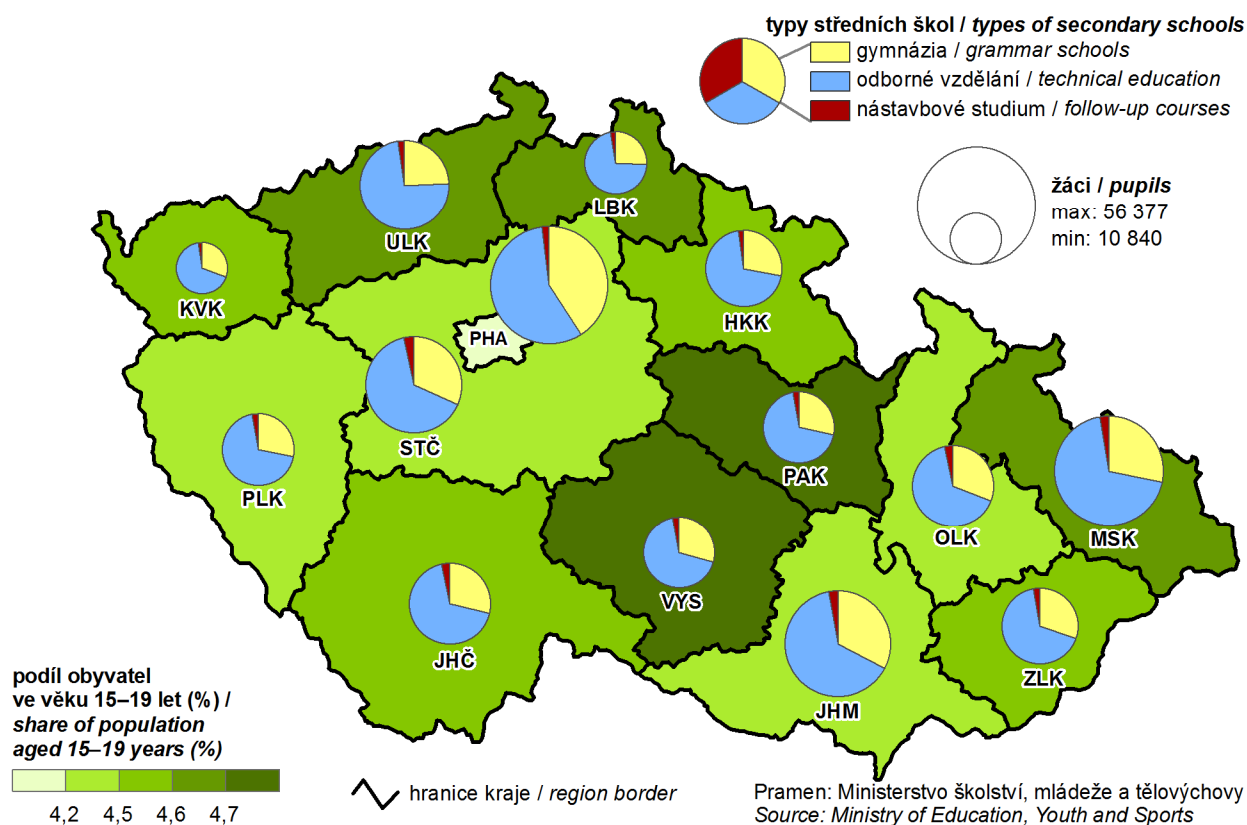 typy středních škol / types of secondary schools
gymnázia / grammar schools
odborné vzdělání / technical education
nástavbové studium / follow-up courses
žáci / pupils
max: 56 377
min: 10 840
LBK
ULK
KVK
HKK
PHA
STČ
PAK
PLK
OLK
MSK
VYS
JHČ
ZLK
JHM
podíl obyvatel
ve věku 15–19 let (%) /
share of population
aged 15–19 years (%)
4,2 4,5 4,6 4,7
hranice kraje / region border
Pramen: Ministerstvo školství, mládeže a tělovýchovy
Source: Ministry of Education, Youth and Sports